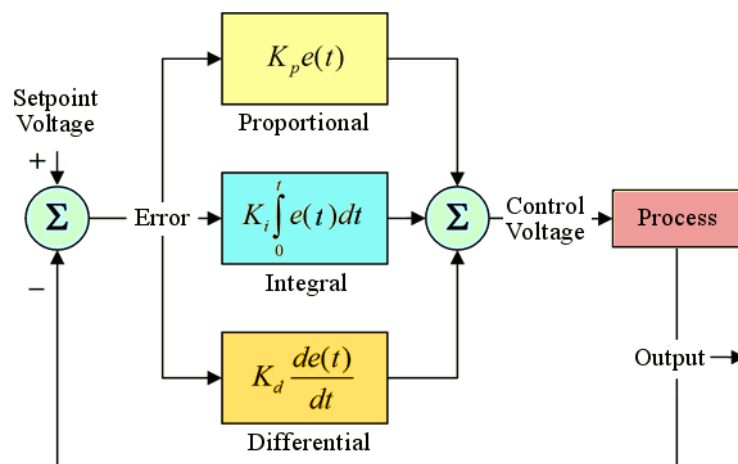 K_p e(t)
Proportional
Setpoint
Voltage
+
Σ
Error
K_i ∫_0^t e(t)dt
Integral
Σ
Control
Voltage
Process
−
K_d de(t)/dt
Differential
Output